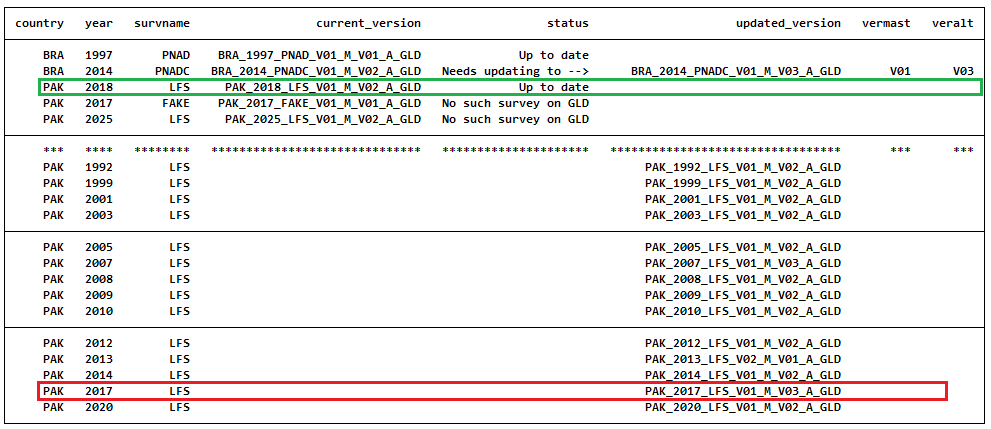 country year survname current_version status updated_version vermast veralt
BRA 1997 PNAD BRA_1997_PNAD_V01_M_V01_A_GLD Up to date
BRA 2014 PNADC BRA_2014_PNADC_V01_M_V02_A_GLD Needs updating to --> BRA_2014_PNADC_V01_M_V03_A_GLD V01 V03
PAK 2018 LFS PAK_2018_LFS_V01_M_V02_A_GLD Up to date
PAK 2017 FAKE PAK_2017_FAKE_V01_M_V01_A_GLD No such survey on GLD
PAK 2025 LFS PAK_2025_LFS_V01_M_V02_A_GLD No such survey on GLD
*** **** ******** ****************************** ********************* ********************************* *** ***
PAK 1992 LFS PAK_1992_LFS_V01_M_V02_A_GLD
PAK 1999 LFS PAK_1999_LFS_V01_M_V02_A_GLD
PAK 2001 LFS PAK_2001_LFS_V01_M_V02_A_GLD
PAK 2003 LFS PAK_2003_LFS_V01_M_V02_A_GLD
PAK 2005 LFS PAK_2005_LFS_V01_M_V02_A_GLD
PAK 2007 LFS PAK_2007_LFS_V01_M_V03_A_GLD
PAK 2008 LFS PAK_2008_LFS_V01_M_V02_A_GLD
PAK 2009 LFS PAK_2009_LFS_V01_M_V02_A_GLD
PAK 2010 LFS PAK_2010_LFS_V01_M_V02_A_GLD
PAK 2012 LFS PAK_2012_LFS_V01_M_V02_A_GLD
PAK 2013 LFS PAK_2013_LFS_V02_M_V01_A_GLD
PAK 2014 LFS PAK_2014_LFS_V01_M_V02_A_GLD
PAK 2017 LFS PAK_2017_LFS_V01_M_V03_A_GLD
PAK 2020 LFS PAK_2020_LFS_V01_M_V02_A_GLD